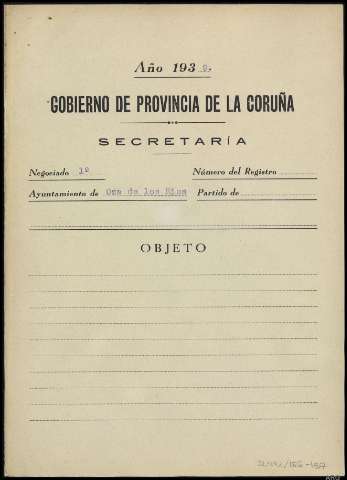 Año 193
GOBIERNO DE PROVINCIA DE LA CORUÑA
SECRETARÍA
Negociado 1º Número del Registro
Ayuntamiento de Oza de los Rios Partido de
OBJETO